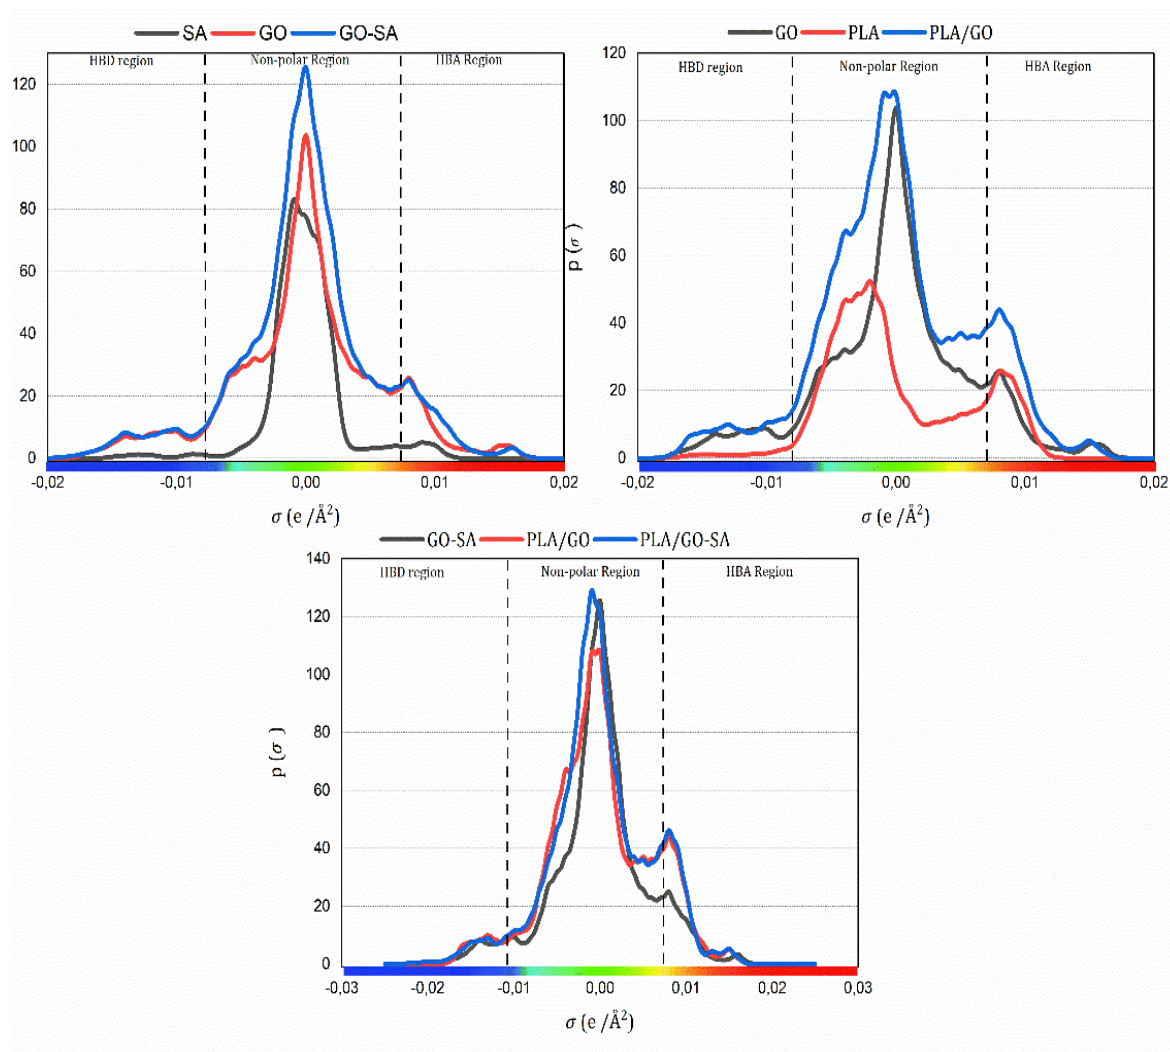 SA GO GO-SA
HBD region Non-polar Region HBA Region
120
100
80
60
40
20
0
-0,02 -0,01 0,00 0,01 0,02
σ (e /Å²)
GO PLA PLA/GO
HBD region Non-polar Region HBA Region
p (σ)
120
100
80
60
40
20
0
-0,02 -0,01 0,00 0,01 0,02
σ (e /Å²)
GO-SA PLA/GO PLA/GO-SA
HBD region Non-polar Region HBA Region
p (σ)
140
120
100
80
60
40
20
0
-0,03 -0,02 -0,01 0,00 0,01 0,02 0,03
σ (e /Å²)